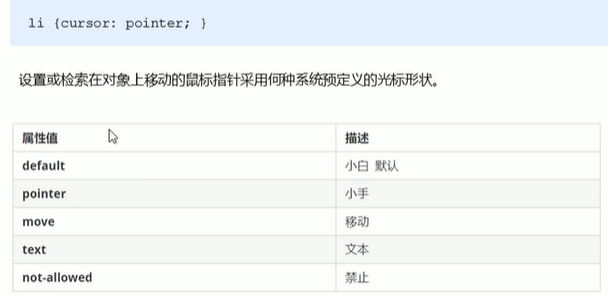 li {cursor: pointer; }
设置或检索在对象上移动的鼠标指针采用何种系统预定义的光标形状。
属性值 描述
default 小白 默认
pointer 小手
move 移动
text 文本
not-allowed 禁止